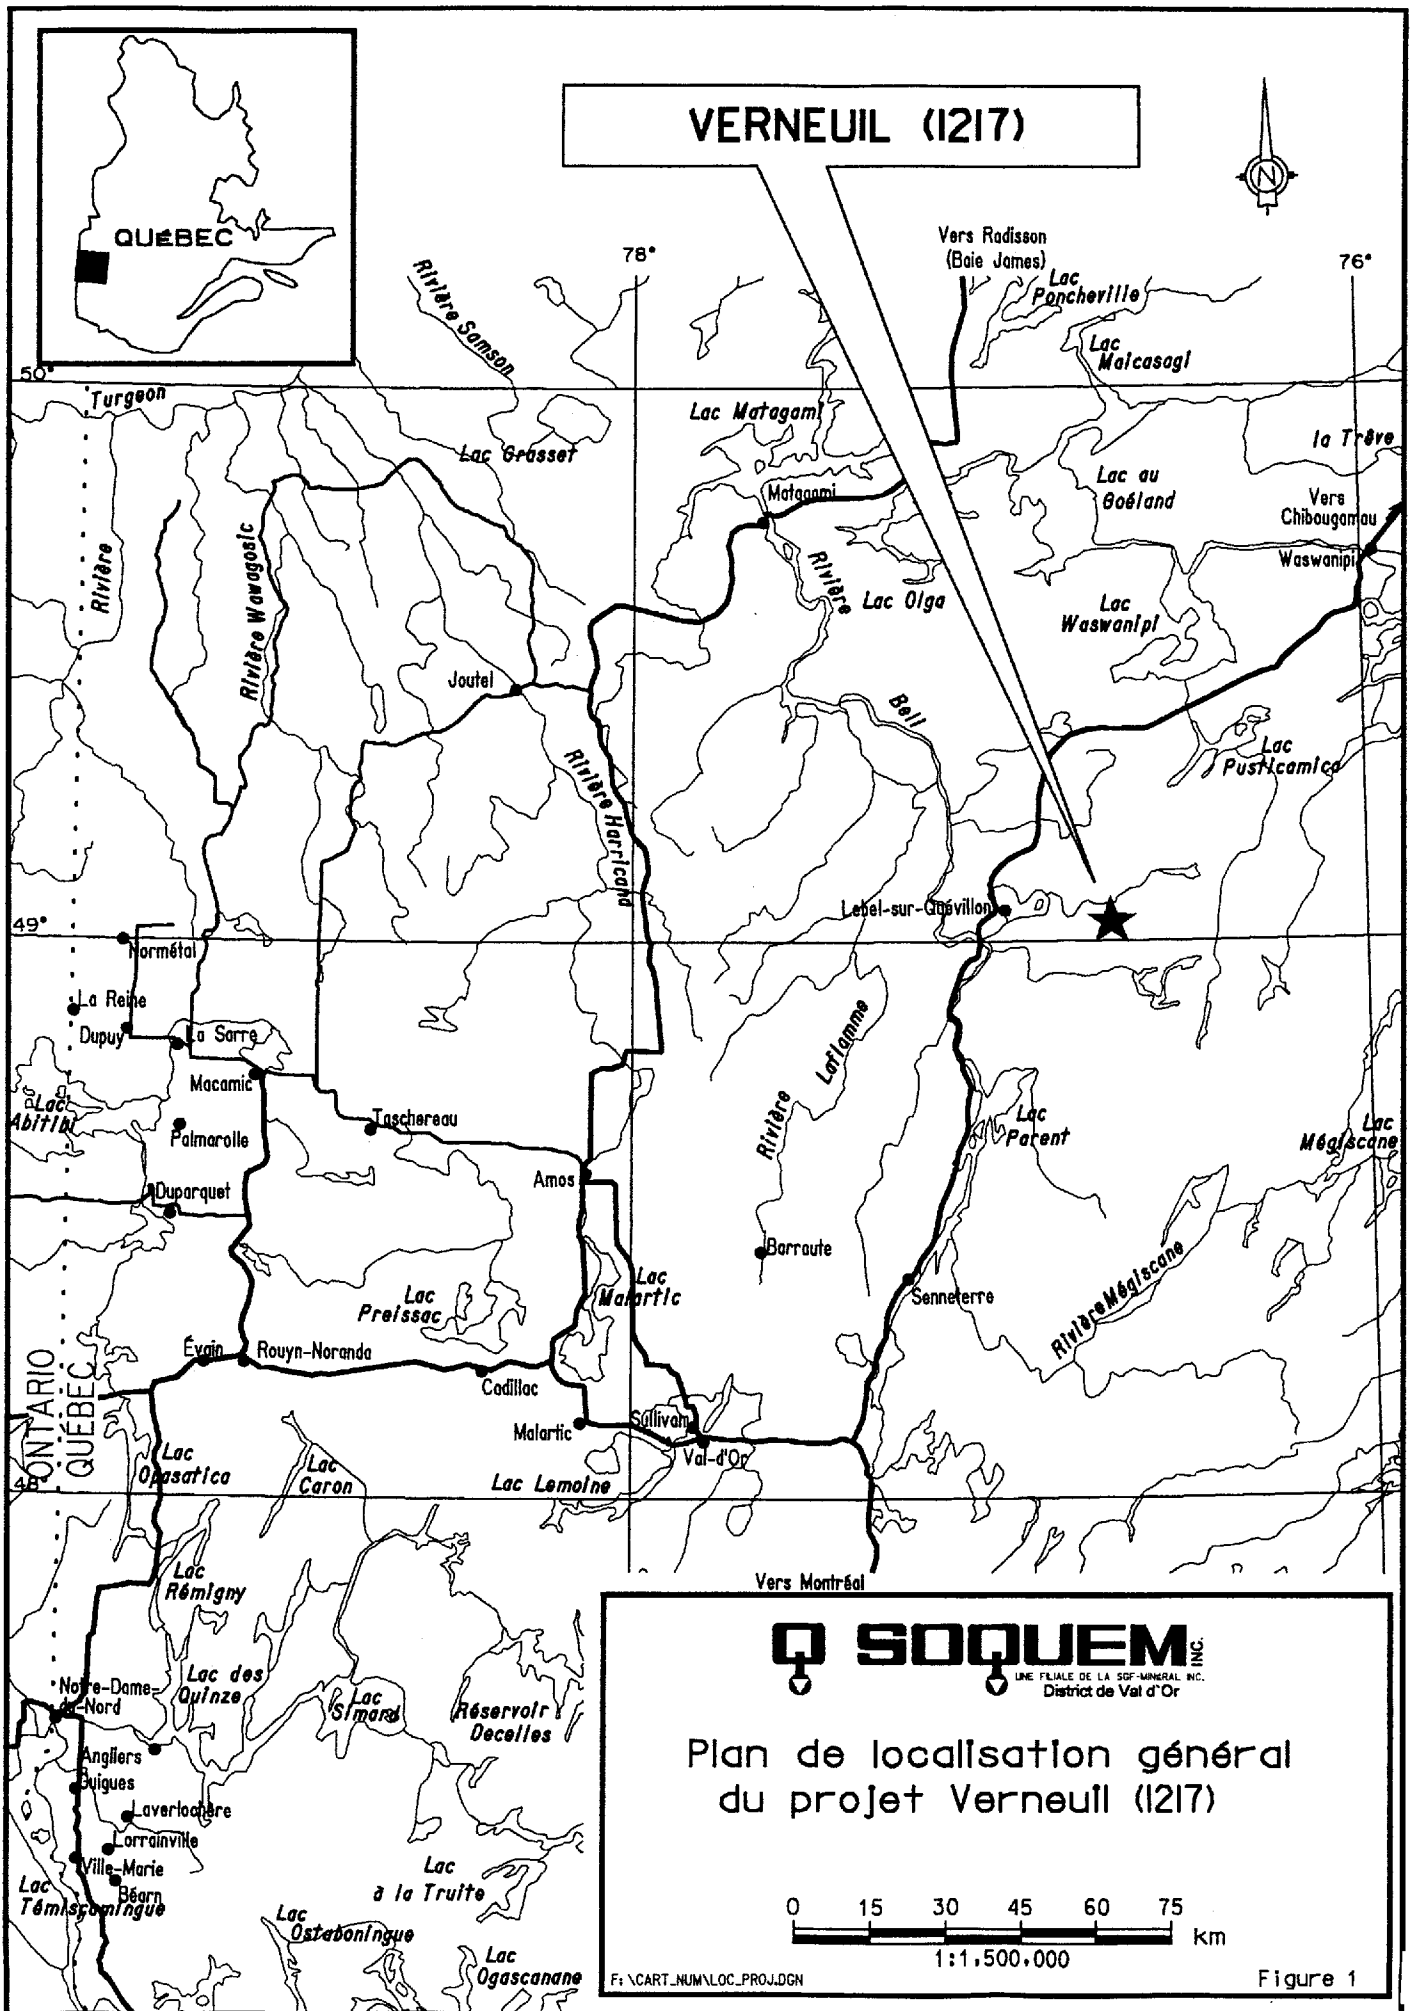 VERNEUIL (1217)
N
QUÉBEC
78°
Vers Radisson
(Baie James)
76°
Lac
Poncheville
Rivière Samson
Lac
Maicasagi
50°
Turgeon
Lac Matagami
la Trêve
Lac Grasset
Lac au
Goéland
Matagami
Vers
Chibougamau
Waswanipi
Rivière
Rivière Wawagosic
Rivière
Lac Olga
Lac
Waswanipi
Joutel
Bell
Lac
Pusticamica
Rivière Harricana
Lebel-sur-Quévillon
49°
Normétal
La Reine
Dupuy
La Sarre
Laflamme
Macamic
Lac
Abitibi
Palmarolle
Taschereau
Rivière
Lac
Parent
Lac
Mégiscane
Amos
Duparquet
Barraute
Lac
Malartic
Lac
Preissac
Senneterre
Rivière Mégiscane
Évain
Rouyn-Noranda
Cadillac
ONTARIO
QUÉBEC
Malartic
Sullivan
Val-d'Or
Lac
Opasatica
Lac
Caron
Lac Lemoine
48°
Lac
Rémigny
Vers Montréal
Lac des
Quinze
Notre-Dame-
du-Nord
Lac
Simard
Réservoir
Decelles
Angliers
Guigues
Laverlochère
Lorrainville
Ville-Marie
Béarn
Lac
Témiscamingue
Lac
à la Truite
Lac
Ostaboningue
Lac
Ogascanane
SOQUEM INC.
UNE FILIALE DE LA SGF-MINÉRAL INC.
District de Val d'Or
Plan de localisation général
du projet Verneuil (1217)
0 15 30 45 60 75
km
1:1,500,000
F:\CART_NUM\LOC_PROJ.DGN
Figure 1